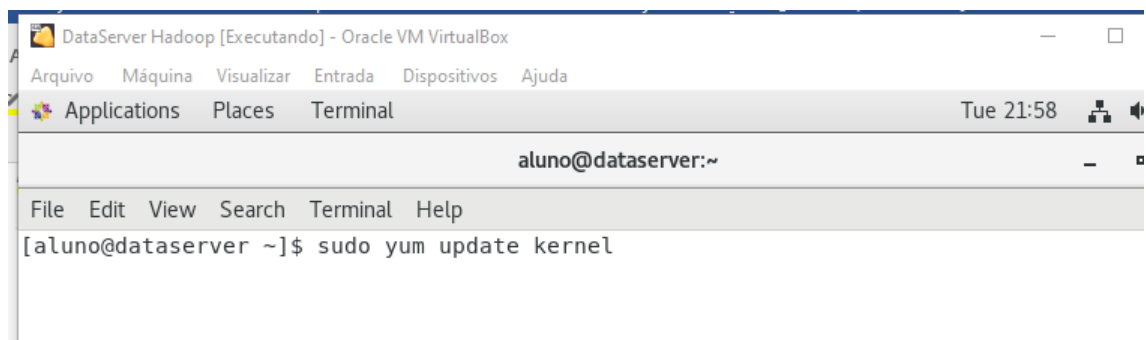 DataServer Hadoop [Executando] - Oracle VM VirtualBox
Arquivo Máquina Visualizar Entrada Dispositivos Ajuda
Applications Places Terminal Tue 21:58
aluno@dataserver:~
File Edit View Search Terminal Help
[aluno@dataserver ~]$ sudo yum update kernel